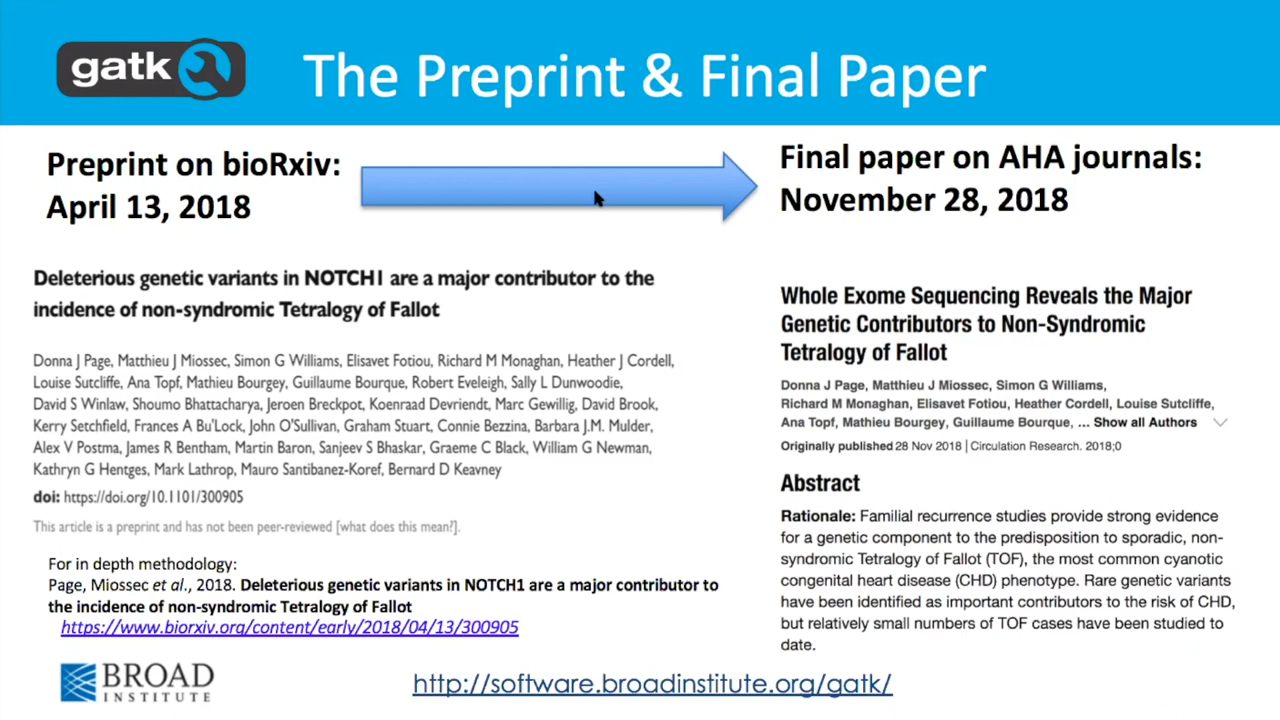 gatk
The Preprint & Final Paper
Preprint on bioRxiv:
April 13, 2018
Final paper on AHA journals:
November 28, 2018
Deleterious genetic variants in NOTCH1 are a major contributor to the
incidence of non-syndromic Tetralogy of Fallot
Donna J Page, Matthieu J Miossec, Simon G Williams, Elisavet Fotiou, Richard M Monaghan, Heather J Cordell,
Louise Sutcliffe, Ana Topf, Mathieu Bourgey, Guillaume Bourque, Robert Eveleigh, Sally L Dunwoodie,
David S Winlaw, Shoumo Bhattacharya, Jeroen Breckpot, Koenraad Devriendt, Marc Gewillig, David Brook,
Kerry Setchfield, Frances A Bu'Lock, John O'Sullivan, Graham Stuart, Connie Bezzina, Barbara J.M. Mulder,
Alex V Postma, James R Bentham, Martin Baron, Sanjeev S Bhaskar, Graeme C Black, William G Newman,
Kathryn G Hentges, Mark Lathrop, Mauro Santibanez-Koref, Bernard D Keavney
doi: https://doi.org/10.1101/300905
This article is a preprint and has not been peer-reviewed [what does this mean?].
For in depth methodology:
Page, Miossec et al., 2018. Deleterious genetic variants in NOTCH1 are a major contributor to
the incidence of non-syndromic Tetralogy of Fallot
https://www.biorxiv.org/content/early/2018/04/13/300905
Whole Exome Sequencing Reveals the Major
Genetic Contributors to Non-Syndromic
Tetralogy of Fallot
Donna J Page, Matthieu J Miossec, Simon G Williams,
Richard M Monaghan, Elisavet Fotiou, Heather Cordell, Louise Sutcliffe,
Ana Topf, Mathieu Bourgey, Guillaume Bourque, ... Show all Authors
Originally published 28 Nov 2018 | Circulation Research. 2018;0
Abstract
Rationale: Familial recurrence studies provide strong evidence
for a genetic component to the predisposition to sporadic, non-
syndromic Tetralogy of Fallot (TOF), the most common cyanotic
congenital heart disease (CHD) phenotype. Rare genetic variants
have been identified as important contributors to the risk of CHD,
but relatively small numbers of TOF cases have been studied to
date.
BROAD
INSTITUTE
http://software.broadinstitute.org/gatk/